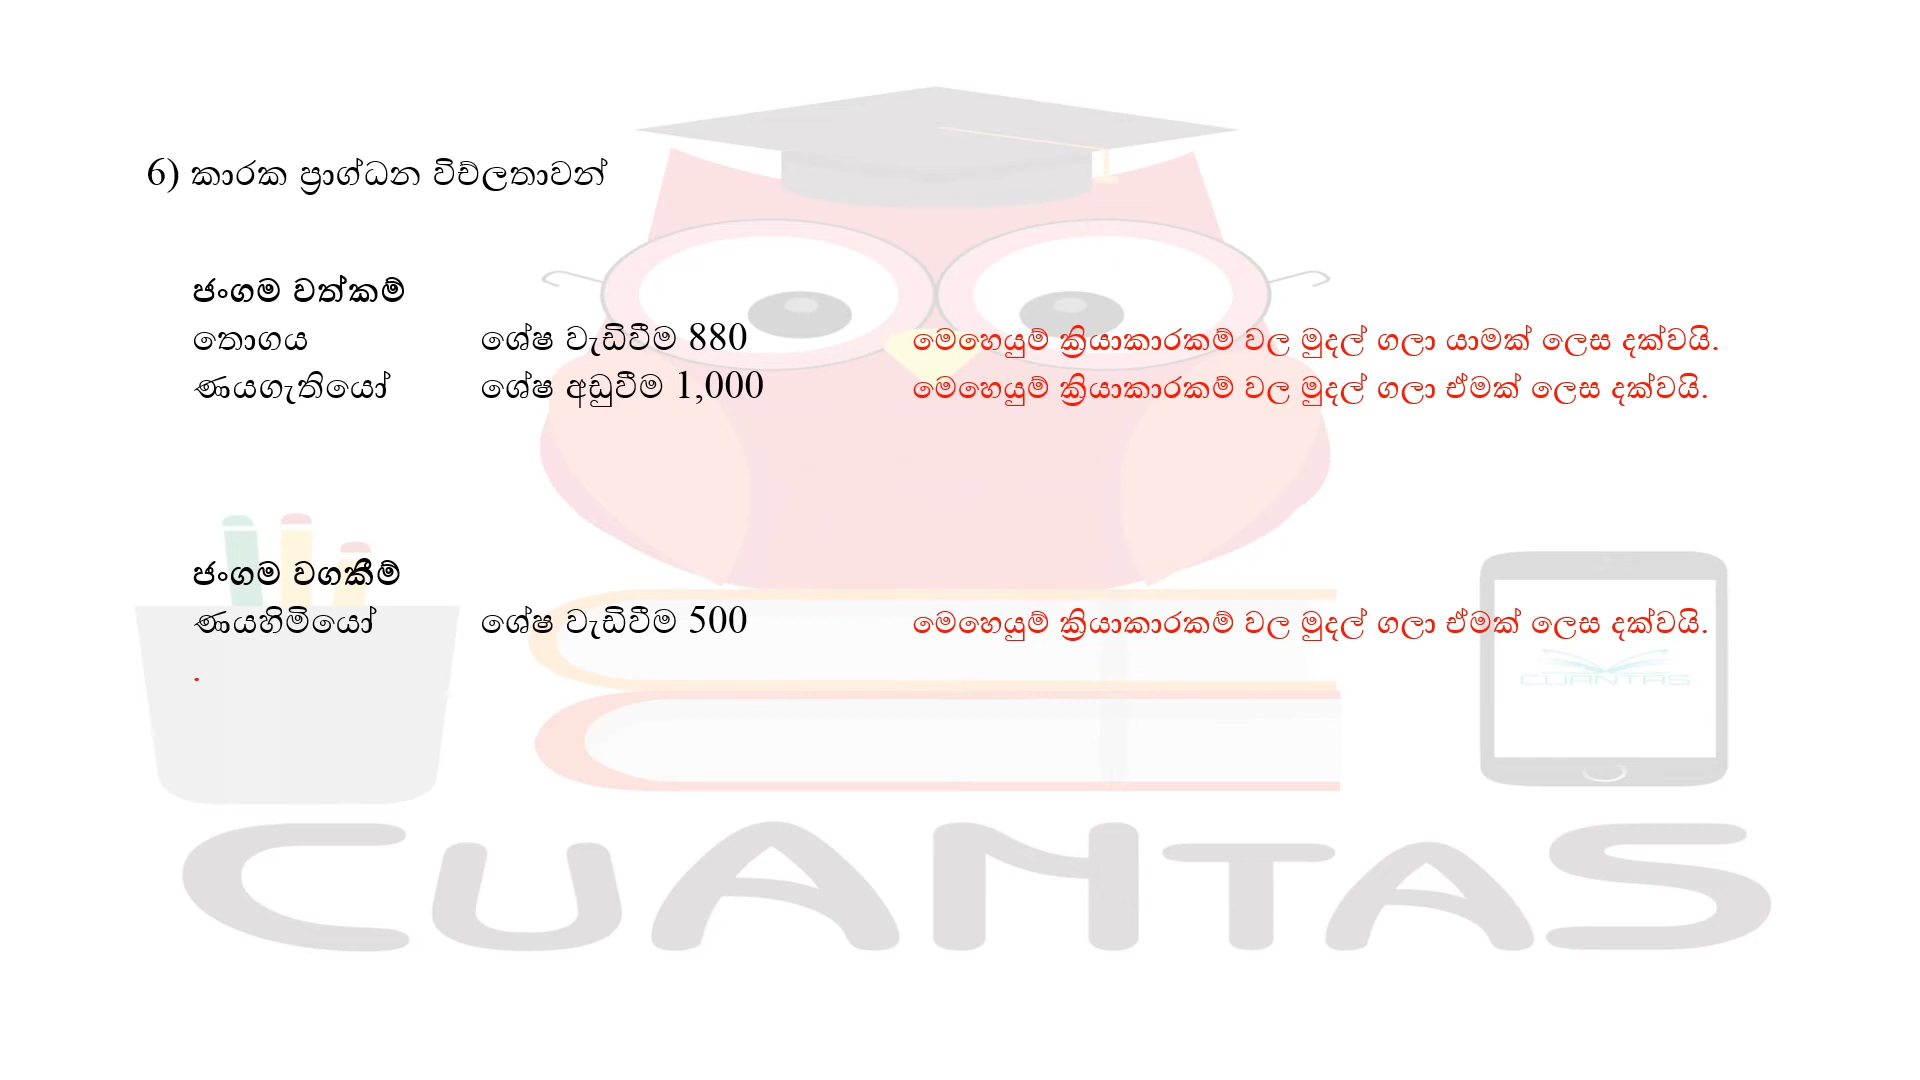 6) කාරක ප්‍රාග්ධන විච්ලතාවන්
ජංගම වත්කම්
තොගය ශේෂ වැඩිවීම 880 මෙහෙයුම් ක්‍රියාකාරකම් වල මුදල් ගලා යාමක් ලෙස දක්වයි.
ණයගැතියෝ ශේෂ අඩුවීම 1,000 මෙහෙයුම් ක්‍රියාකාරකම් වල මුදල් ගලා ඒමක් ලෙස දක්වයි.
ජංගම වගකීම්
ණයහිමියෝ ශේෂ වැඩිවීම 500 මෙහෙයුම් ක්‍රියාකාරකම් වල මුදල් ගලා ඒමක් ලෙස දක්වයි.
.
CUANTAS
CUANTAS